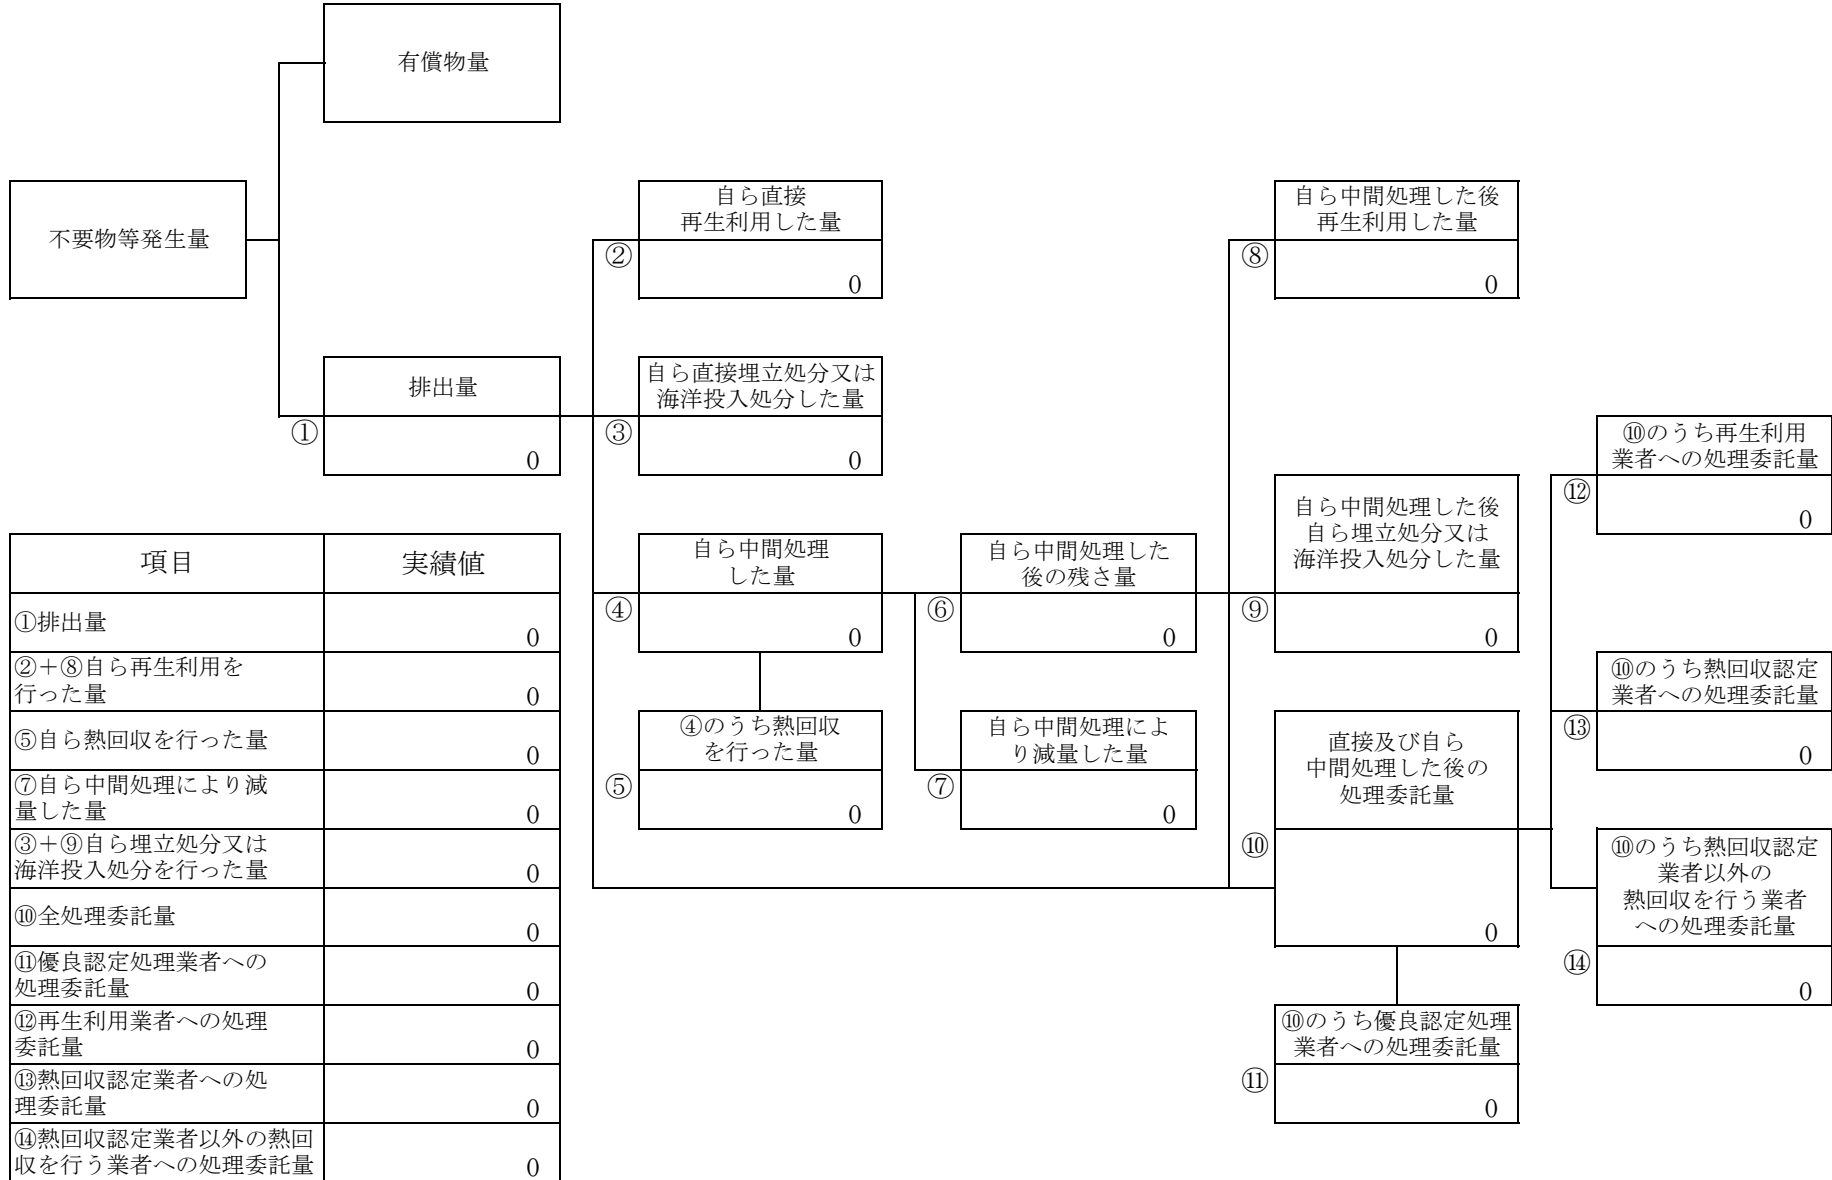 有償物量
不要物等発生量
排出量
①
0
自ら直接
再生利用した量
②
0
自ら直接埋立処分又は
海洋投入処分した量
③
0
自ら中間処理
した量
④
0
④のうち熱回収
を行った量
⑤
0
自ら中間処理した
後の残さ量
⑥
0
自ら中間処理によ
り減量した量
⑦
0
自ら中間処理した後
再生利用した量
⑧
0
自ら中間処理した後
自ら埋立処分又は
海洋投入処分した量
⑨
0
直接及び自ら
中間処理した後の
処理委託量
⑩
0
⑩のうち優良認定処理
業者への処理委託量
⑪
0
⑩のうち再生利用
業者への処理委託量
⑫
0
⑩のうち熱回収認定
業者への処理委託量
⑬
0
⑩のうち熱回収認定
業者以外の
熱回収を行う業者
への処理委託量
⑭
0
項目 実績値
①排出量
0
②＋⑧自ら再生利用を
行った量
0
⑤自ら熱回収を行った量
0
⑦自ら中間処理により減
量した量
0
③＋⑨自ら埋立処分又は
海洋投入処分を行った量
0
⑩全処理委託量
0
⑪優良認定処理業者への
処理委託量
0
⑫再生利用業者への処理
委託量
0
⑬熱回収認定業者への処
理委託量
0
⑭熱回収認定業者以外の熱回
収を行う業者への処理委託量
0